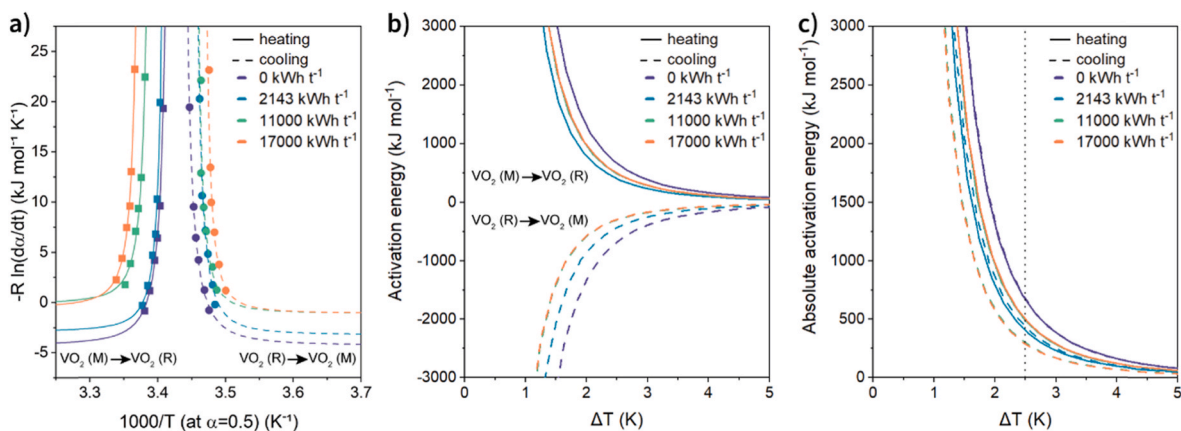 a)
-R ln(dα/dt) (kJ mol⁻¹ K⁻¹)
25
20
15
10
5
0
-5
heating
cooling
0 kWh t⁻¹
2143 kWh t⁻¹
11000 kWh t⁻¹
17000 kWh t⁻¹
VO₂ (M) → VO₂ (R)
VO₂ (R) → VO₂ (M)
3.3 3.4 3.5 3.6 3.7
1000/T (at α=0.5) (K⁻¹)
b)
Activation energy (kJ mol⁻¹)
3000
2000
1000
0
-1000
-2000
-3000
heating
cooling
0 kWh t⁻¹
2143 kWh t⁻¹
11000 kWh t⁻¹
17000 kWh t⁻¹
VO₂ (M) → VO₂ (R)
VO₂ (R) → VO₂ (M)
0 1 2 3 4 5
ΔT (K)
c)
Absolute activation energy (kJ mol⁻¹)
3000
2500
2000
1500
1000
500
0
heating
cooling
0 kWh t⁻¹
2143 kWh t⁻¹
11000 kWh t⁻¹
17000 kWh t⁻¹
0 1 2 3 4 5
ΔT (K)